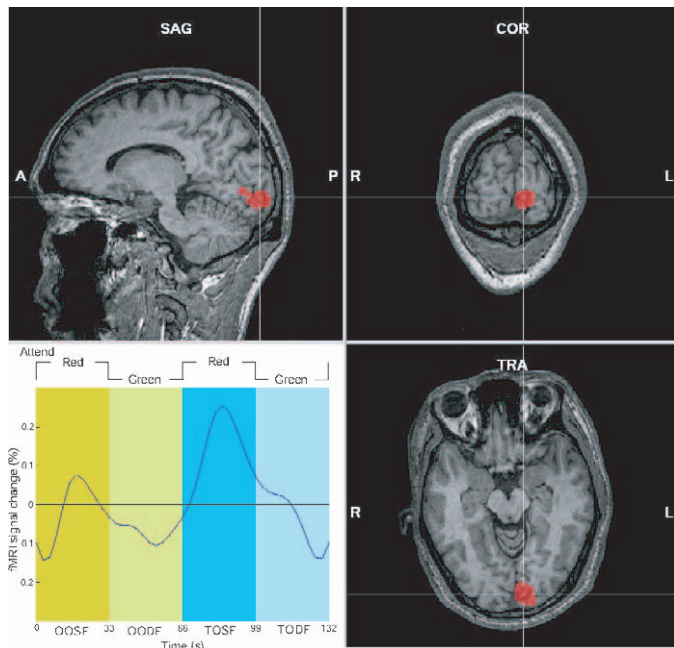 SAG
A
P
COR
R
L
Attend
Red
Red
Green
Green
fMRI signal change (%)
0.2
0.1
0
0.1
0.2
0
33
66
99
132
OOSF
OODF
TOSF
TODF
Time (s)
TRA
R
L